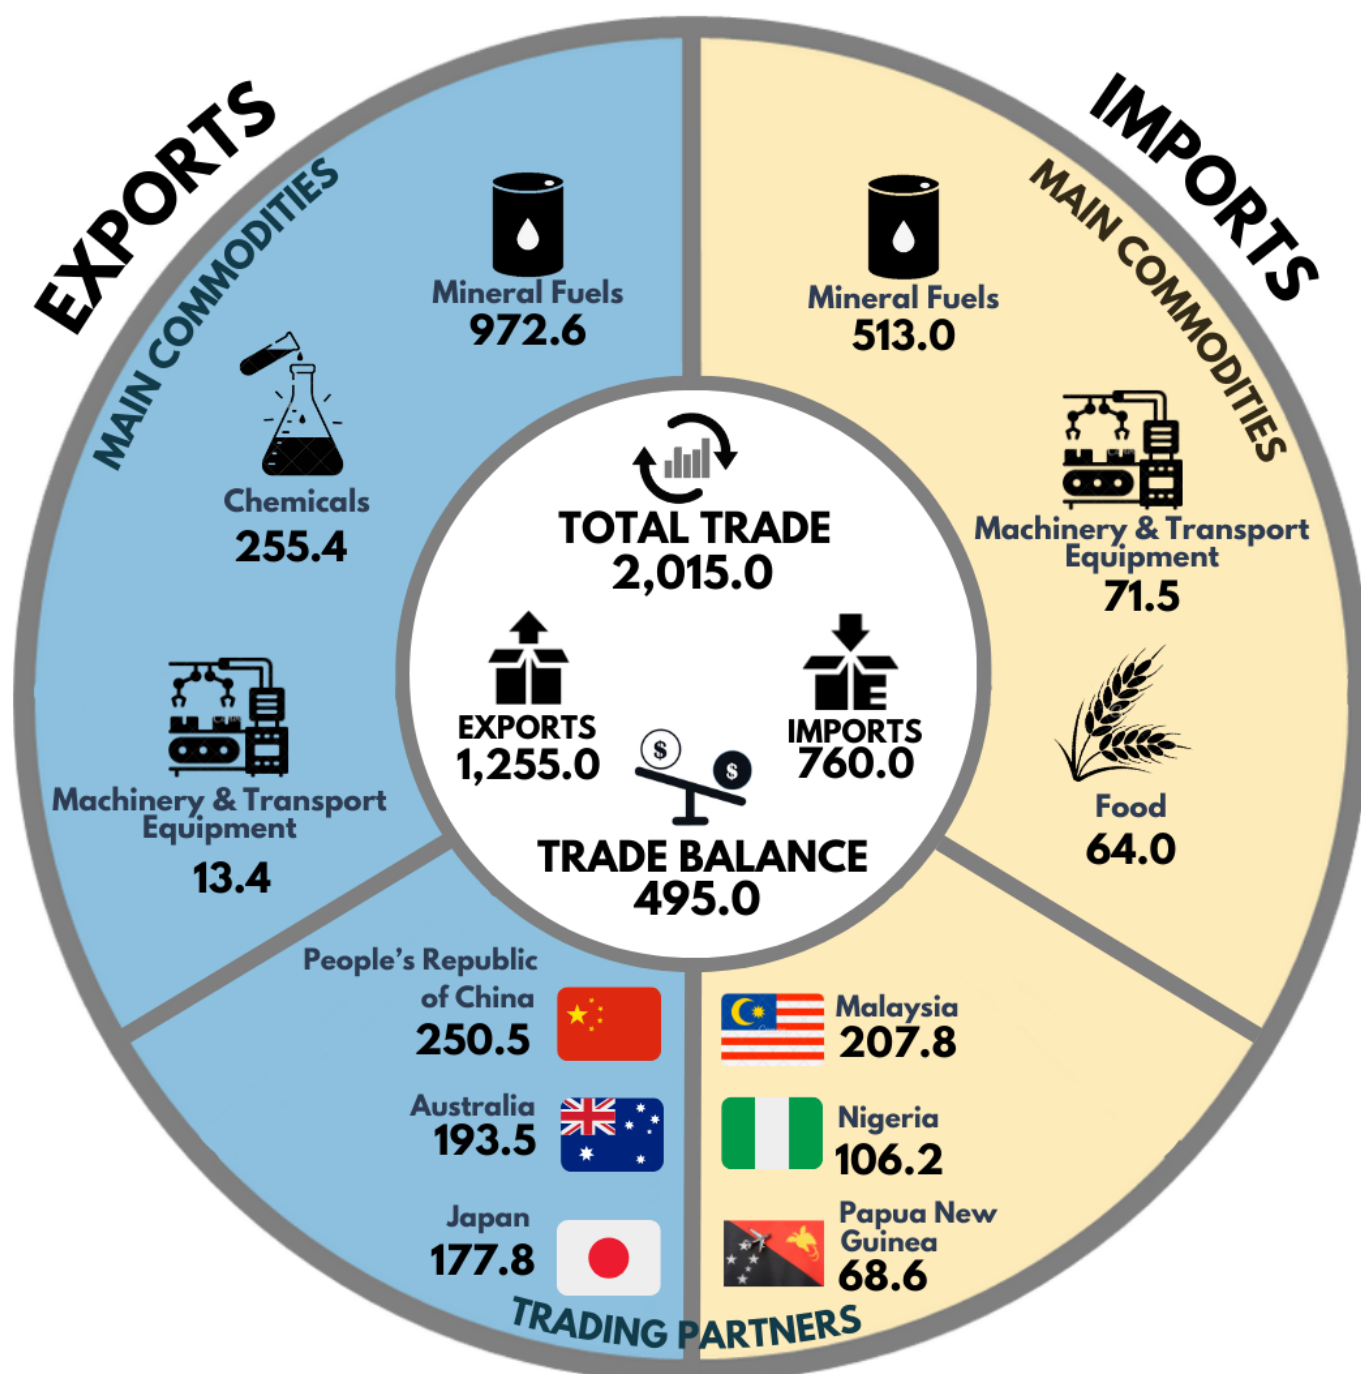 EXPORTS
MAIN COMMODITIES
Mineral Fuels
972.6
Chemicals
255.4
Machinery & Transport
Equipment
13.4
IMPORTS
MAIN COMMODITIES
Mineral Fuels
513.0
Machinery & Transport
Equipment
71.5
Food
64.0
TOTAL TRADE
2,015.0
EXPORTS
1,255.0
IMPORTS
760.0
$
$
TRADE BALANCE
495.0
People’s Republic
of China
250.5
Australia
193.5
Japan
177.8
Malaysia
207.8
Nigeria
106.2
Papua New
Guinea
68.6
TRADING PARTNERS